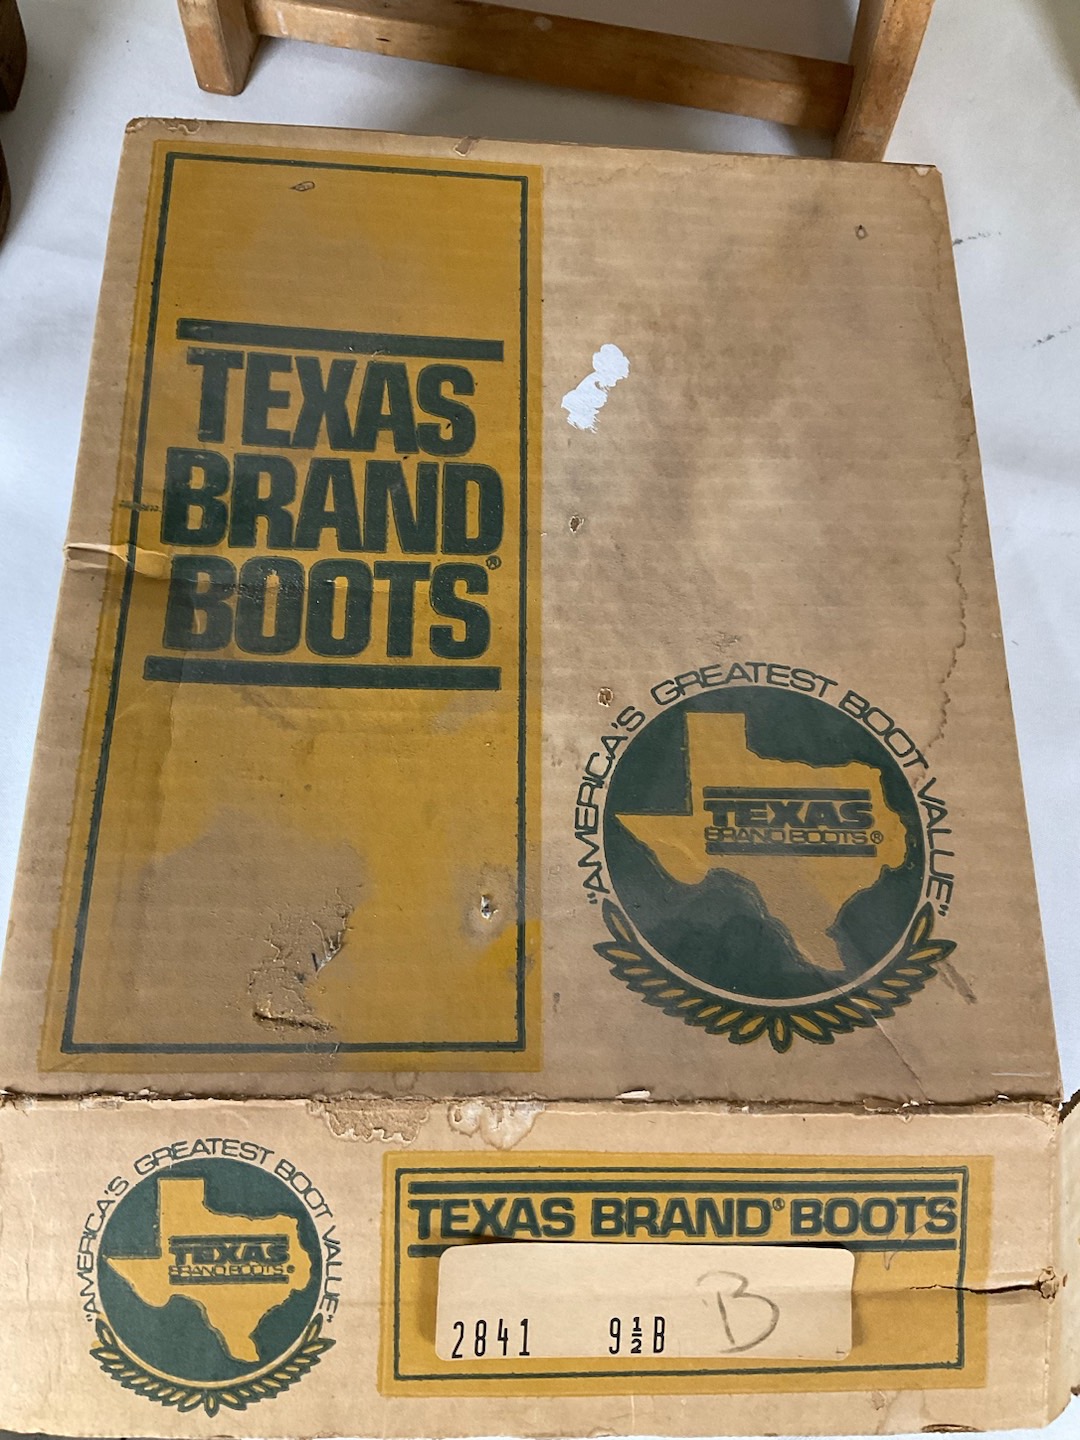 TEXAS
BRAND
BOOTS®
"AMERICA'S GREATEST BOOT VALUE"
TEXAS
BRAND BOOTS®
"AMERICA'S GREATEST BOOT VALUE"
TEXAS
BRAND BOOTS®
TEXAS BRAND® BOOTS
2841 9½B B